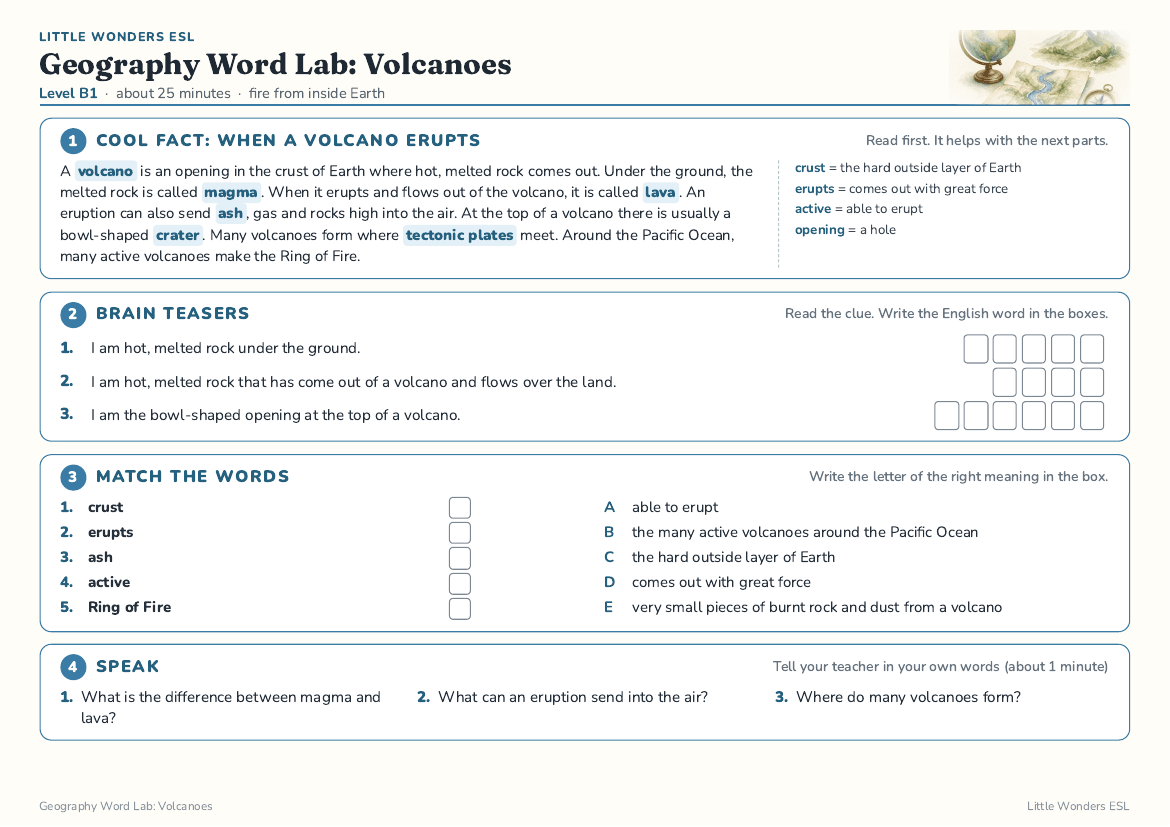 LITTLE WONDERS ESL
Geography Word Lab: Volcanoes
Level B1 · about 25 minutes · fire from inside Earth
1 COOL FACT: WHEN A VOLCANO ERUPTS
Read first. It helps with the next parts.
A volcano is an opening in the crust of Earth where hot, melted rock comes out. Under the ground, the
melted rock is called magma. When it erupts and flows out of the volcano, it is called lava. An
eruption can also send ash, gas and rocks high into the air. At the top of a volcano there is usually a
bowl-shaped crater. Many volcanoes form where tectonic plates meet. Around the Pacific Ocean,
many active volcanoes make the Ring of Fire.
crust = the hard outside layer of Earth
erupts = comes out with great force
active = able to erupt
opening = a hole
2 BRAIN TEASERS
Read the clue. Write the English word in the boxes.
1. I am hot, melted rock under the ground.
2. I am hot, melted rock that has come out of a volcano and flows over the land.
3. I am the bowl-shaped opening at the top of a volcano.
3 MATCH THE WORDS
Write the letter of the right meaning in the box.
1. crust
2. erupts
3. ash
4. active
5. Ring of Fire
A able to erupt
B the many active volcanoes around the Pacific Ocean
C the hard outside layer of Earth
D comes out with great force
E very small pieces of burnt rock and dust from a volcano
4 SPEAK
Tell your teacher in your own words (about 1 minute)
1. What is the difference between magma and
lava?
2. What can an eruption send into the air?
3. Where do many volcanoes form?
Geography Word Lab: Volcanoes
Little Wonders ESL